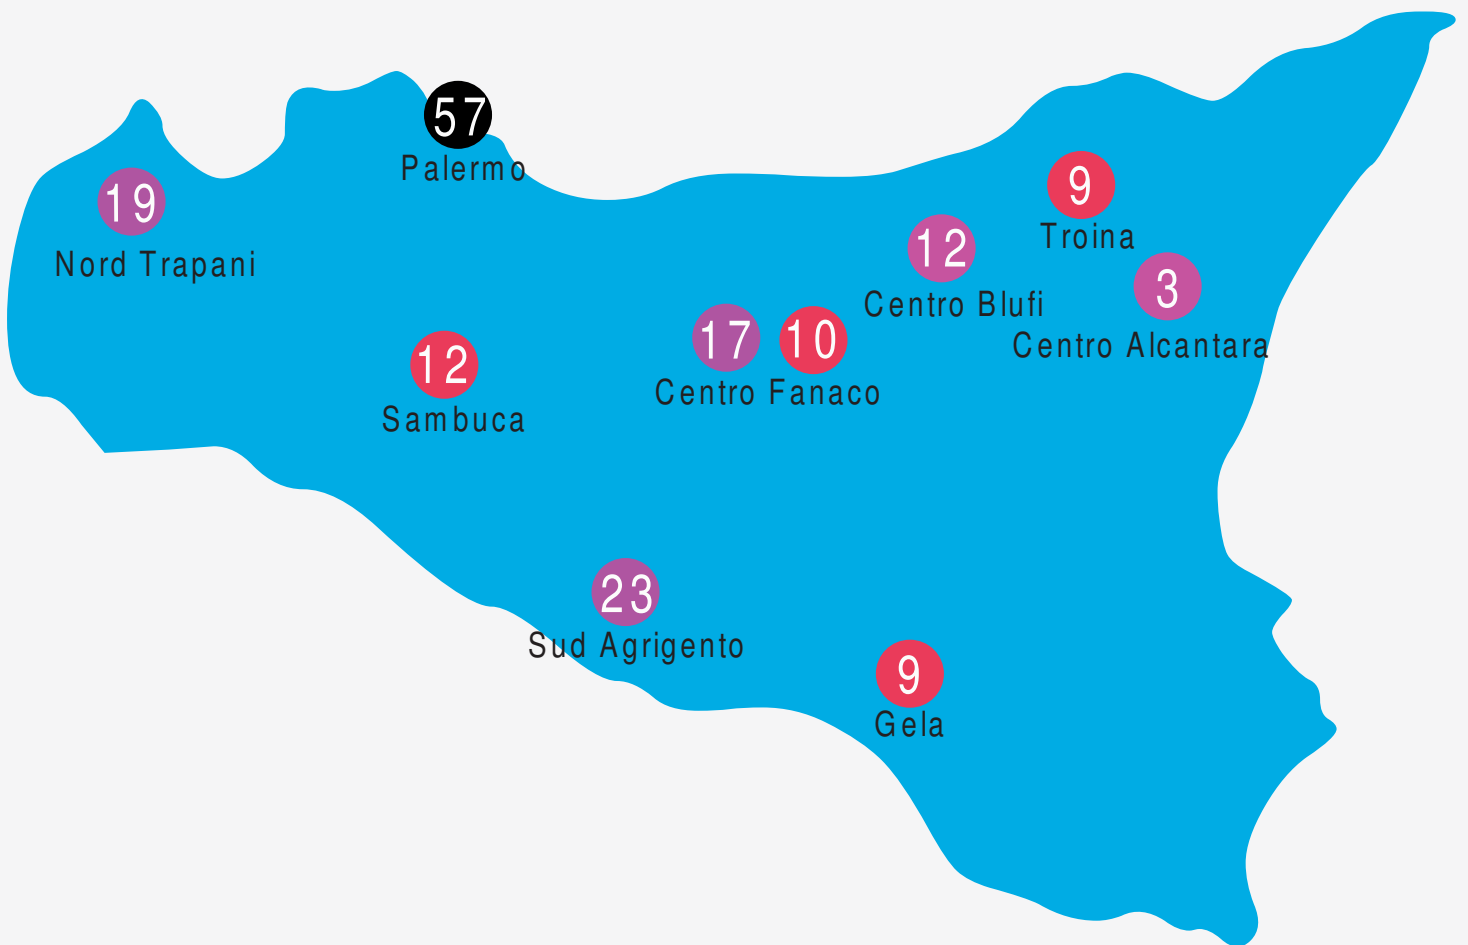 57
Palermo
19
Nord Trapani
9
Troina
12
Centro Blufi
3
Centro Alcantara
17 10
Centro Fanaco
12
Sambuca
23
Sud Agrigento
9
Gela